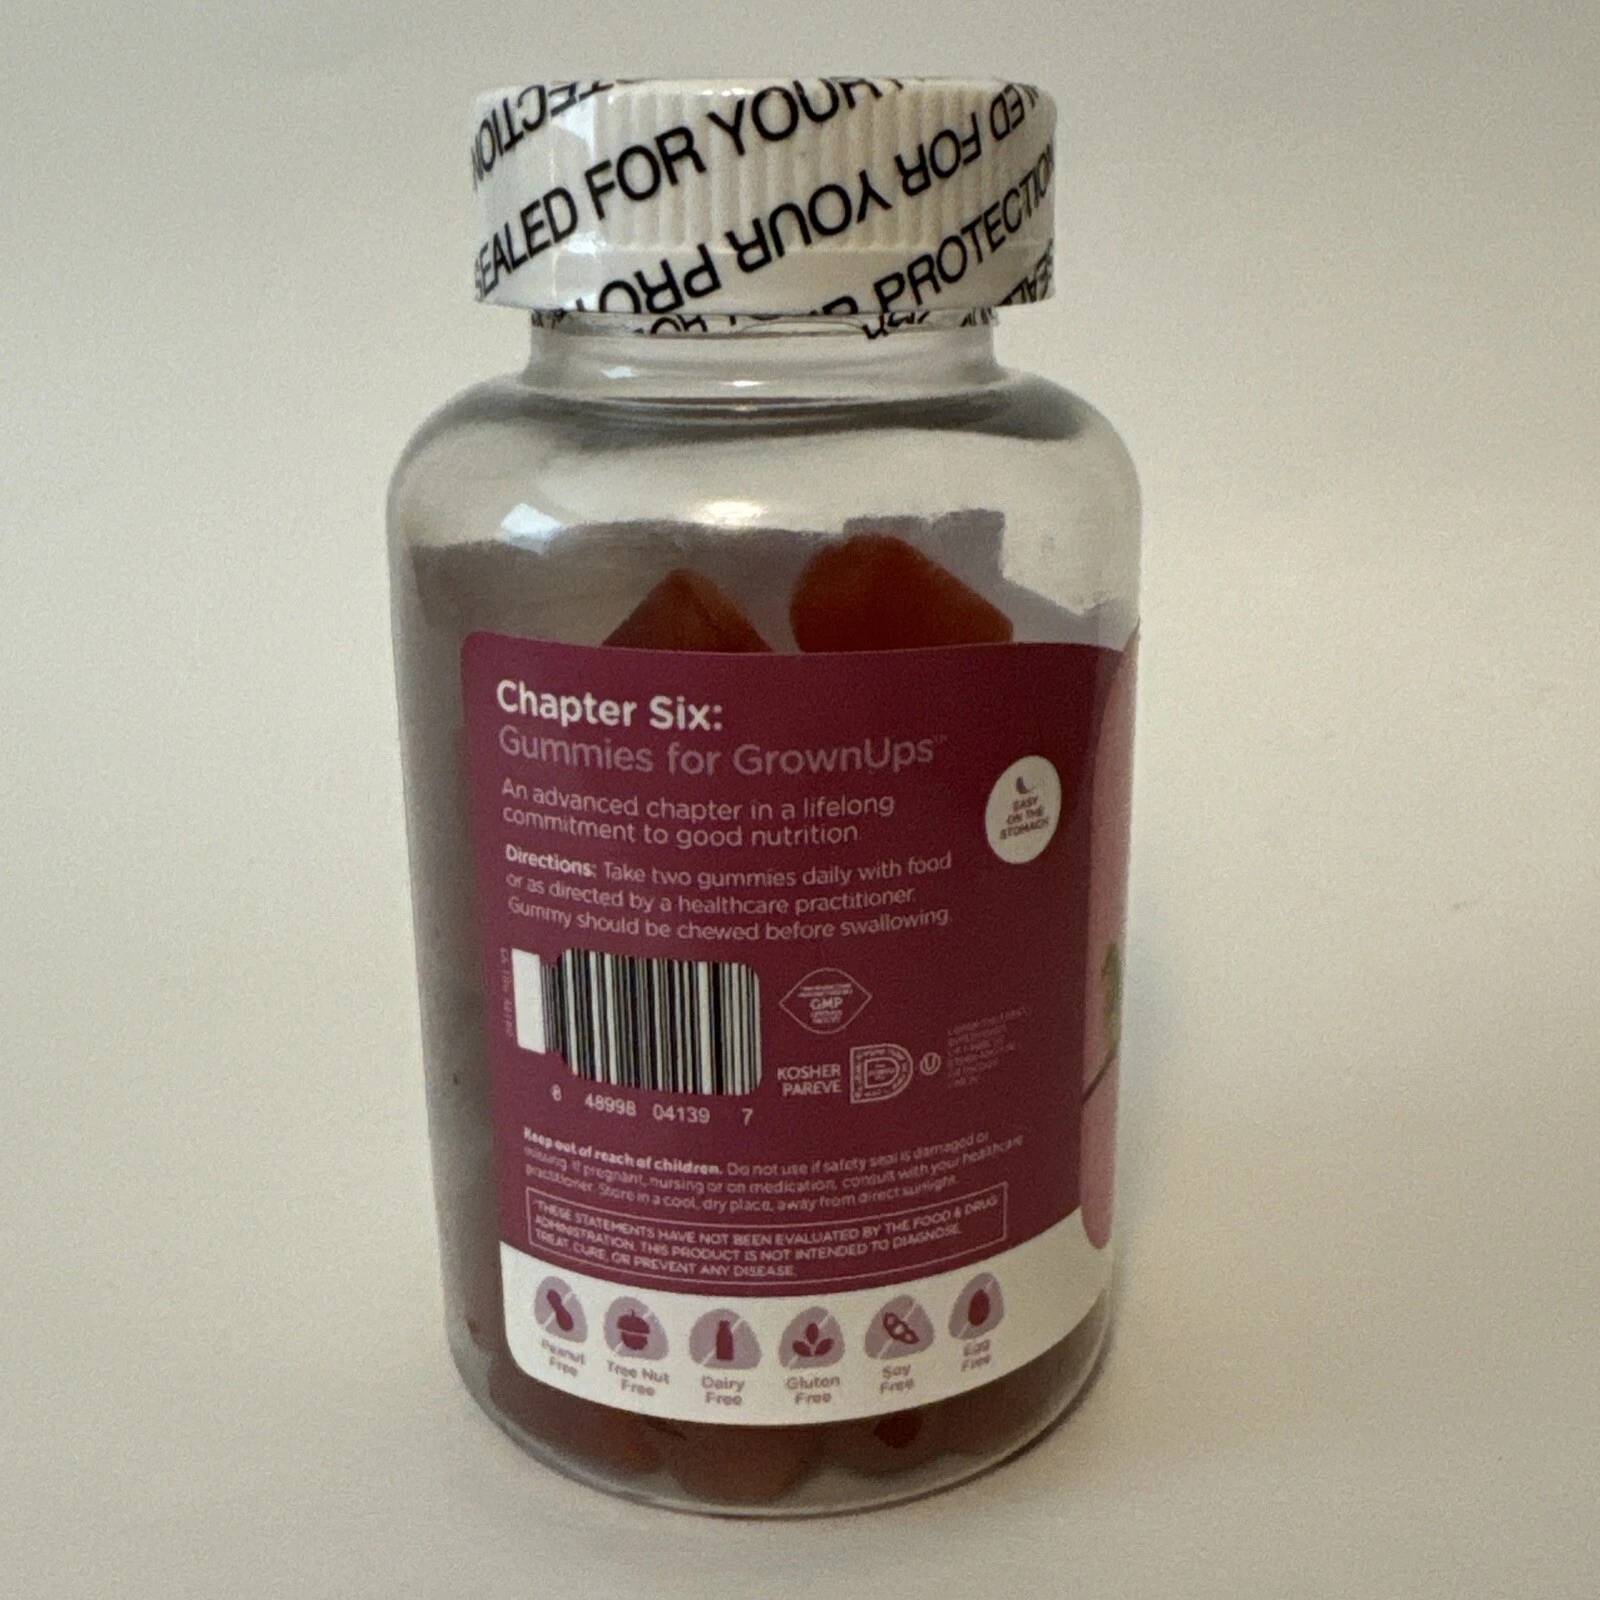 SEALED FOR YOUR
PROTECTION
FOR YOUR
Chapter Six:
Gummies for GrownUps™
An advanced chapter in a lifelong
commitment to good nutrition
EASY
ON THE
STOMACH
Directions: Take two gummies daily with food
or as directed by a healthcare practitioner.
Gummy should be chewed before swallowing.
GMP
KOSHER
PAREVE
D
U
8 48998 04139 7
Keep out of reach of children. Do not use if safety seal is damaged or
missing. If pregnant, nursing or on medication, consult with your healthcare
practitioner. Store in a cool, dry place, away from direct sunlight.
*THESE STATEMENTS HAVE NOT BEEN EVALUATED BY THE FOOD & DRUG
ADMINISTRATION. THIS PRODUCT IS NOT INTENDED TO DIAGNOSE,
TREAT, CURE, OR PREVENT ANY DISEASE.
Peanut
Free
Tree Nut
Free
Dairy
Free
Gluten
Free
Soy
Free
Egg
Free